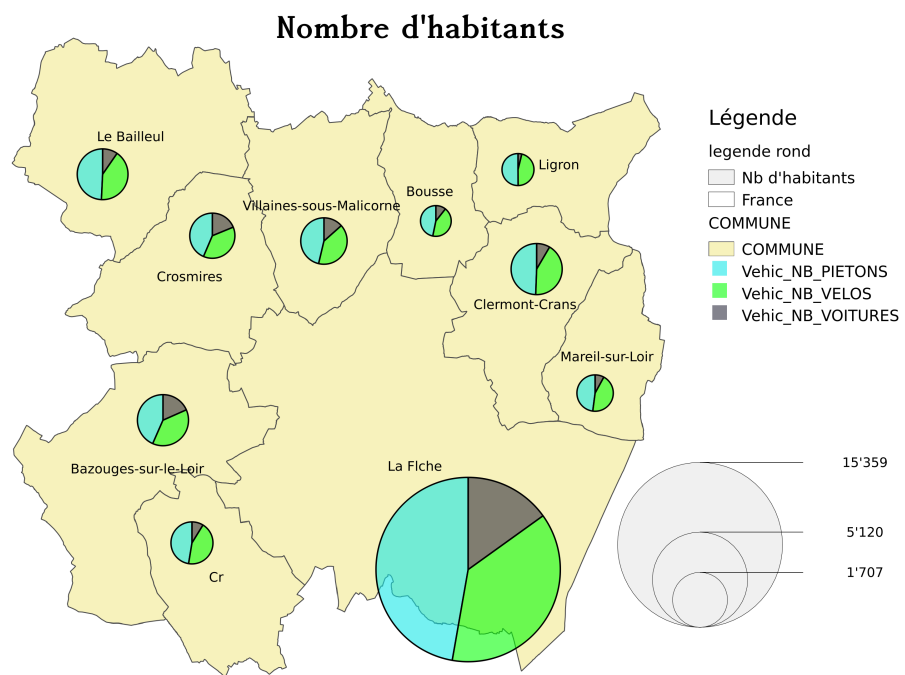 Nombre d'habitants
Le Bailleul
Ligron
Bousse
Villaines-sous-Malicorne
Crosmires
Clermont-Crans
Mareil-sur-Loir
Bazouges-sur-le-Loir
La Flche
Cr
Légende
legende rond
Nb d'habitants
France
COMMUNE
COMMUNE
Vehic_NB_PIETONS
Vehic_NB_VELOS
Vehic_NB_VOITURES
15'359
5'120
1'707